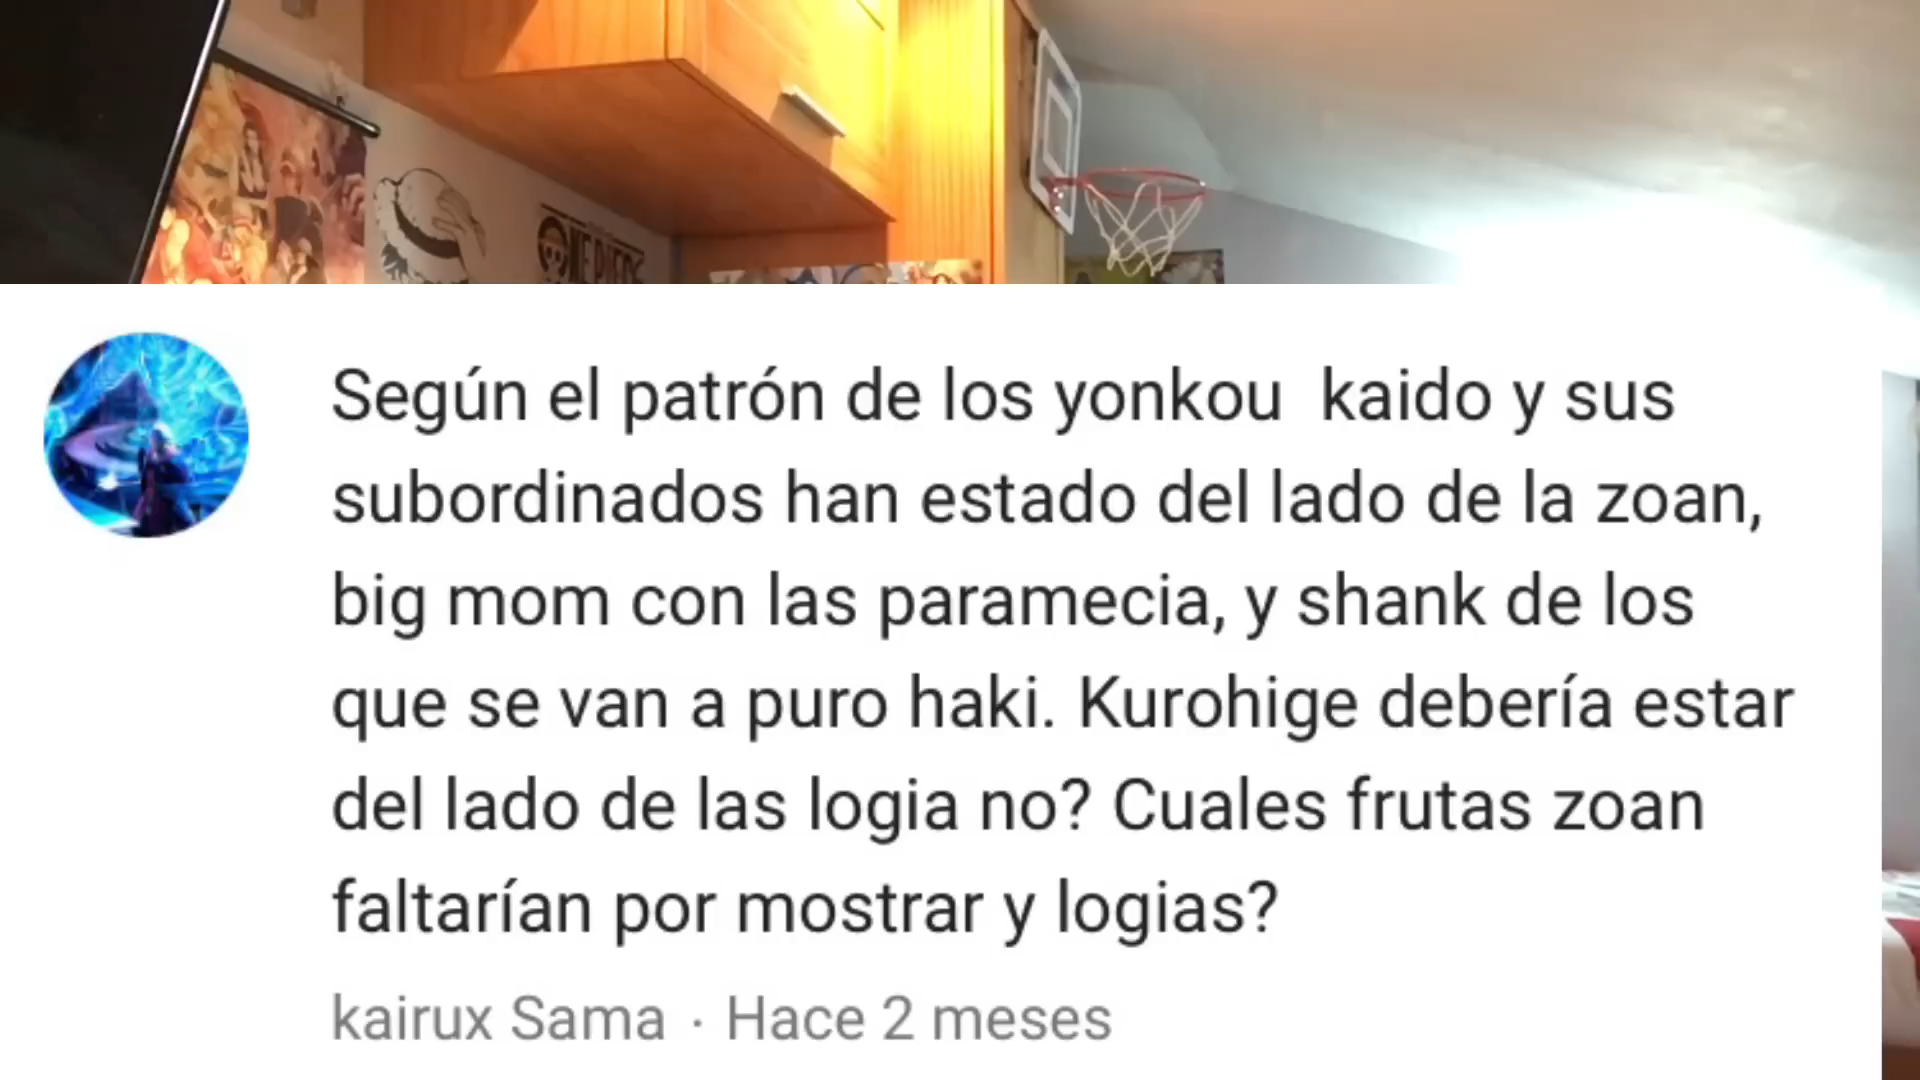 ONE PIECE
Según el patrón de los yonkou kaido y sus
subordinados han estado del lado de la zoan,
big mom con las paramecia, y shank de los
que se van a puro haki. Kurohige debería estar
del lado de las logia no? Cuales frutas zoan
faltarían por mostrar y logias?
kairux Sama · Hace 2 meses